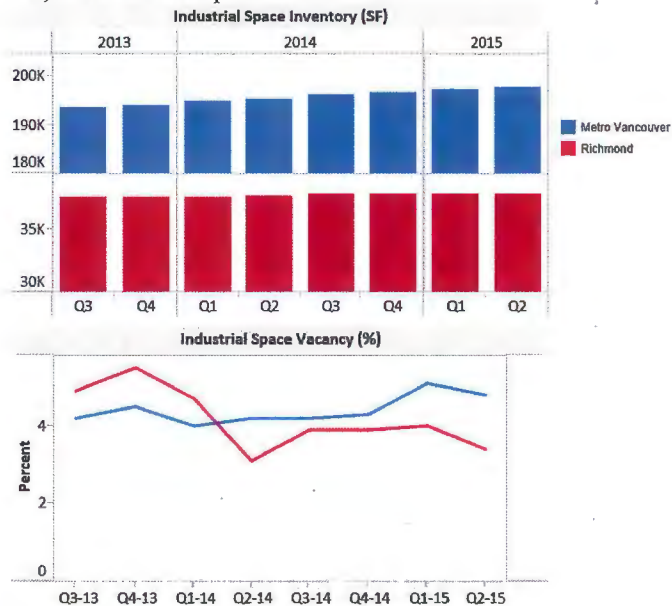 Industrial Space Inventory (SF)
2013 2014 2015
200K
190K
180K
Metro Vancouver
Richmond
35K
30K
Q3 Q4 Q1 Q2 Q3 Q4 Q1 Q2
Industrial Space Vacancy (%)
Percent
4
2
0
Q3-13 Q4-13 Q1-14 Q2-14 Q3-14 Q4-14 Q1-15 Q2-15